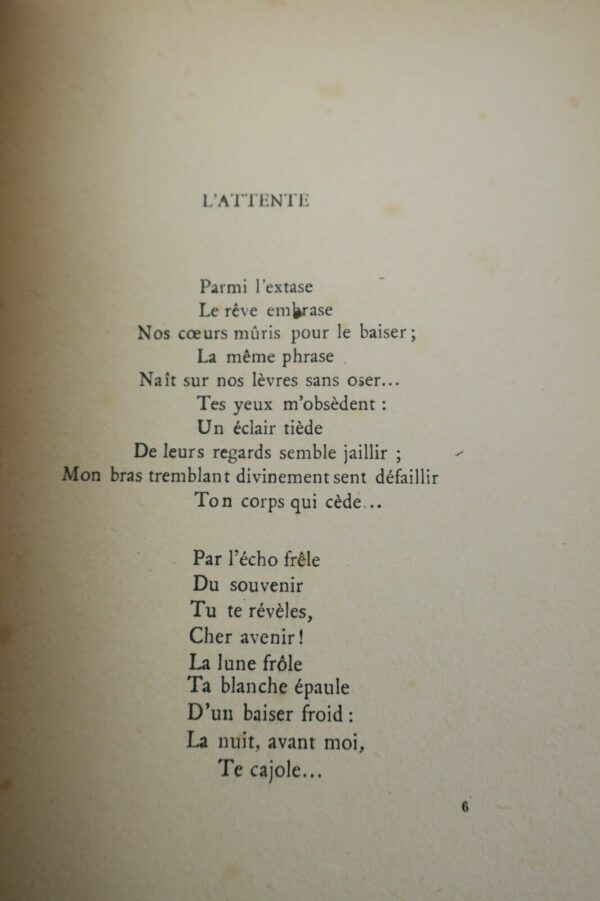 L'ATTENTE
Parmi l'extase
Le rêve embrase
Nos cœurs mûris pour le baiser ;
La même phrase
Naît sur nos lèvres sans oser...
Tes yeux m'obsèdent :
Un éclair tiède
De leurs regards semble jaillir ;
Mon bras tremblant divinement sent défaillir
Ton corps qui cède...
Par l'écho frêle
Du souvenir
Tu te révèles,
Cher avenir !
La lune frôle
Ta blanche épaule
D'un baiser froid :
La nuit, avant moi,
Te cajole...
6